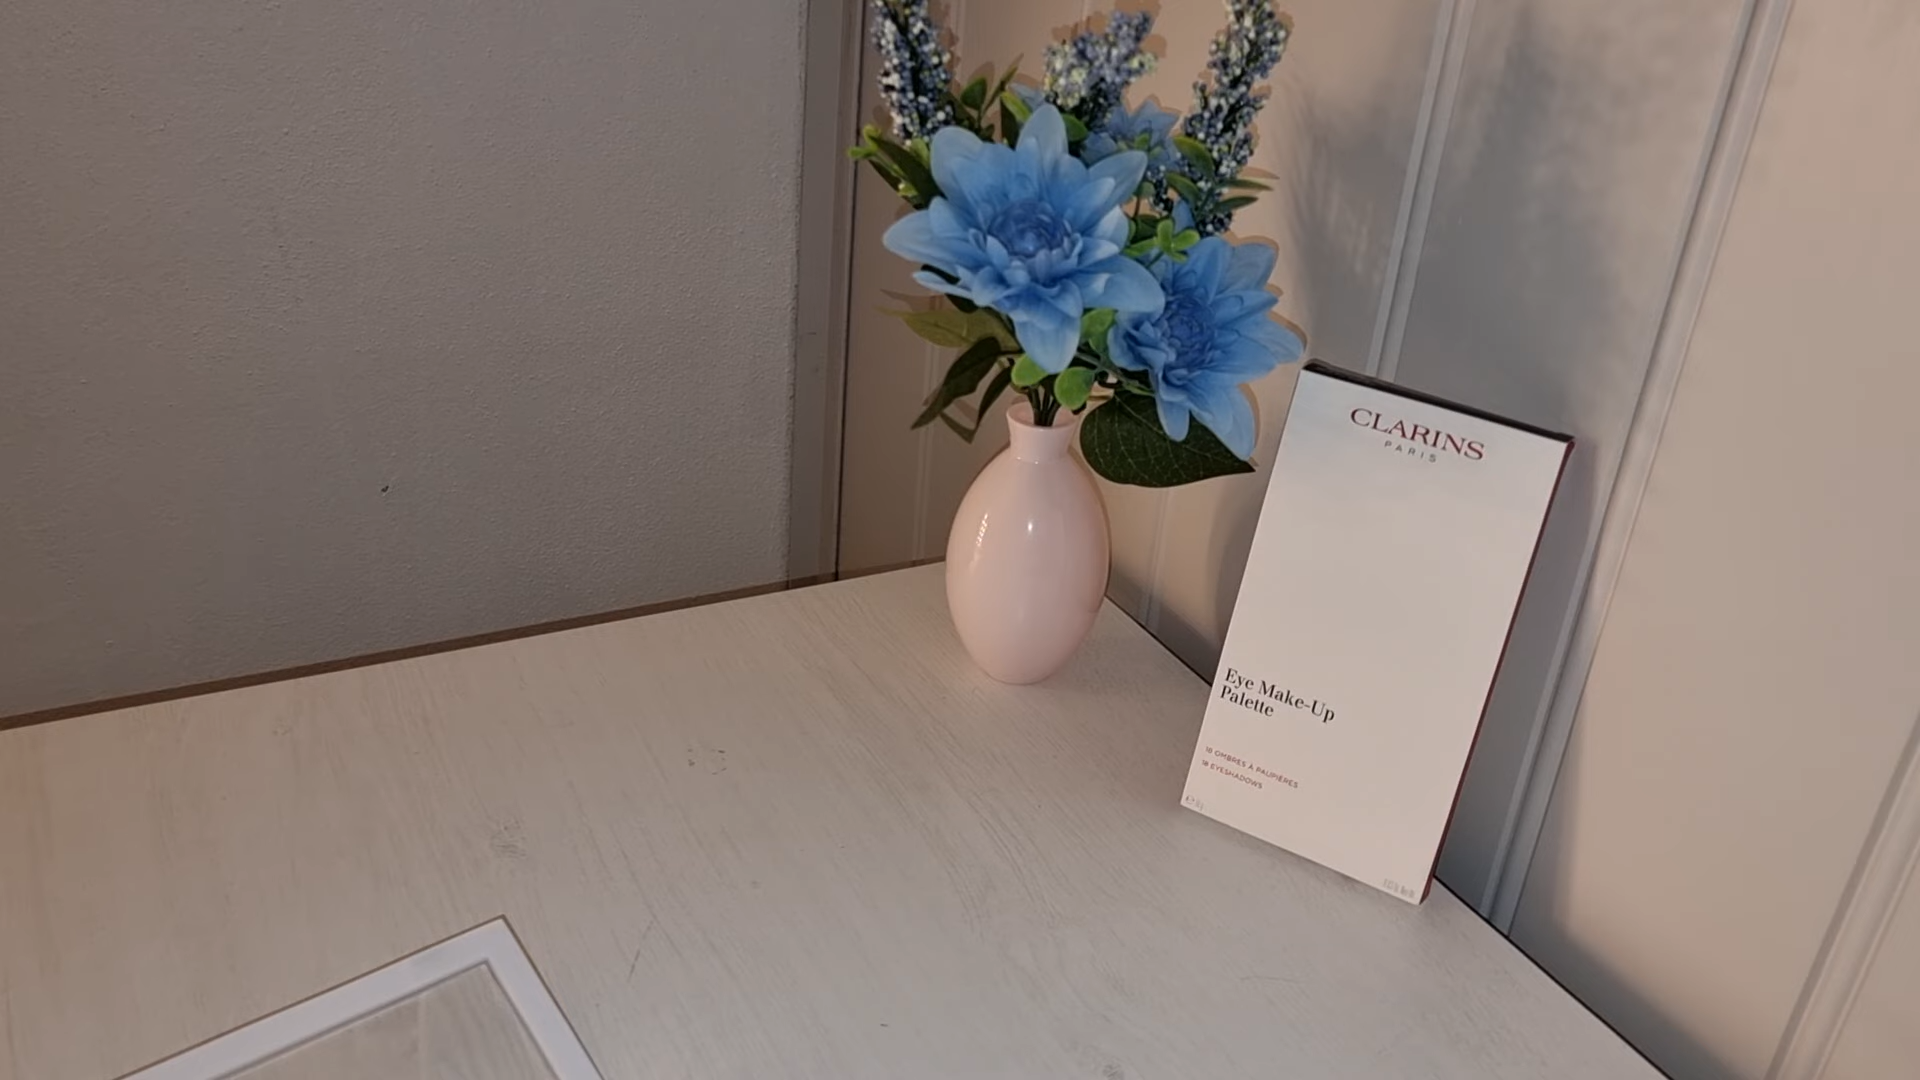 CLARINS
PARIS
Eye Make-Up
Palette
18 OMBRES À PAUPIÈRES
18 EYESHADOWS